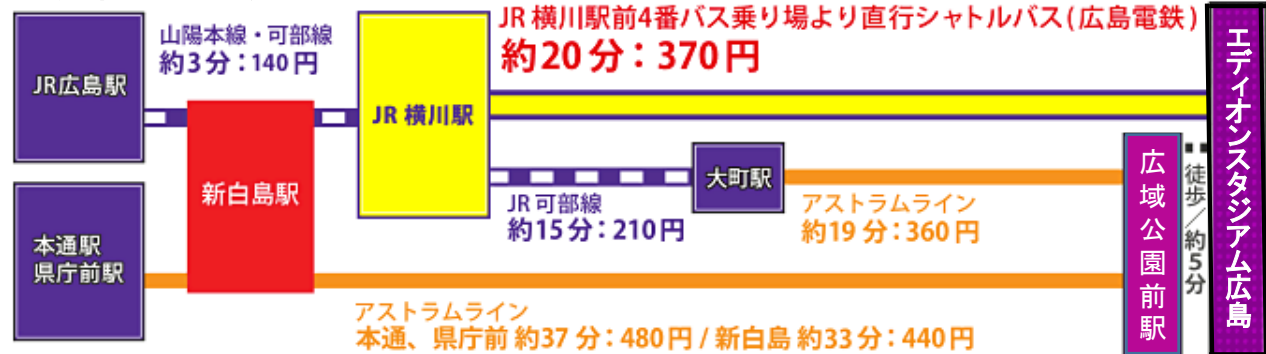 JR 横川駅前4番バス乗り場より直行シャトルバス(広島電鉄)
約20分：370円
山陽本線・可部線
約3分：140円
JR広島駅
JR 横川駅
新白島駅
大町駅
JR 可部線
約15分：210円
アストラムライン
約19分：360円
本通駅
県庁前駅
アストラムライン
本通、県庁前 約37分：480円 / 新白島 約33分：440円
広域公園前駅
徒歩／約5分
エディオンスタジアム広島